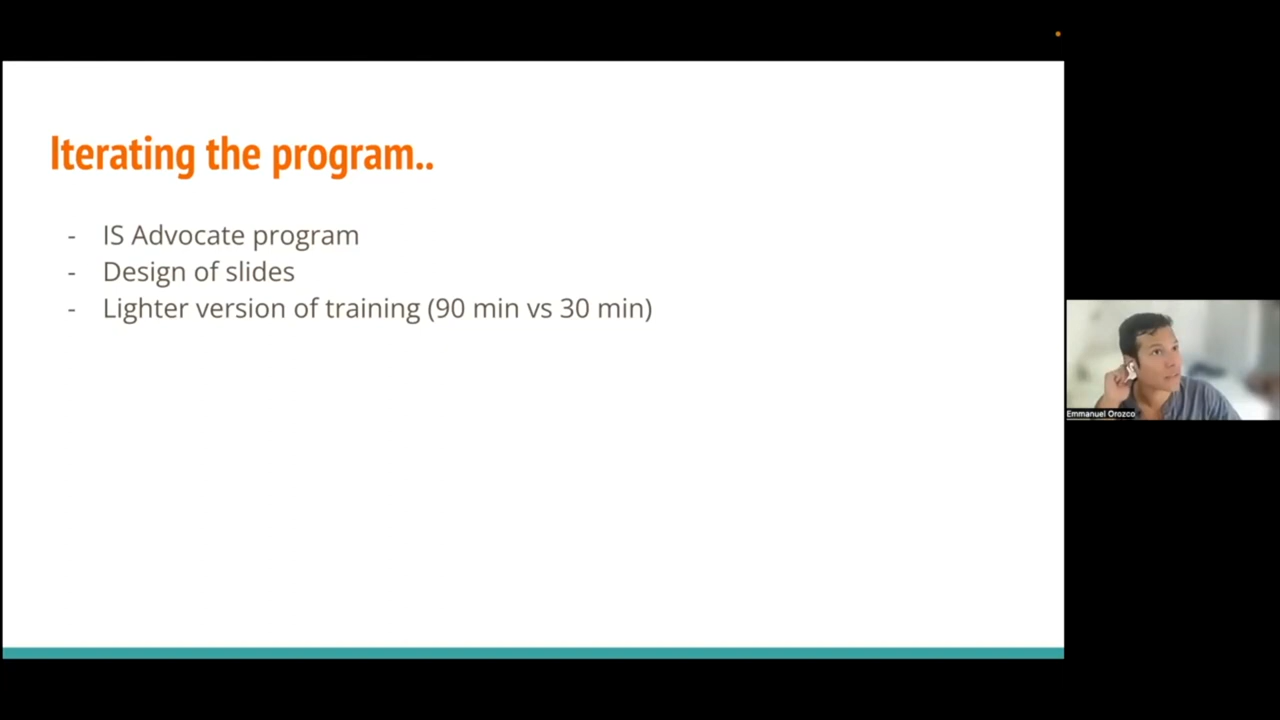 Iterating the program..
- IS Advocate program
- Design of slides
- Lighter version of training (90 min vs 30 min)
Emmanuel Orozco